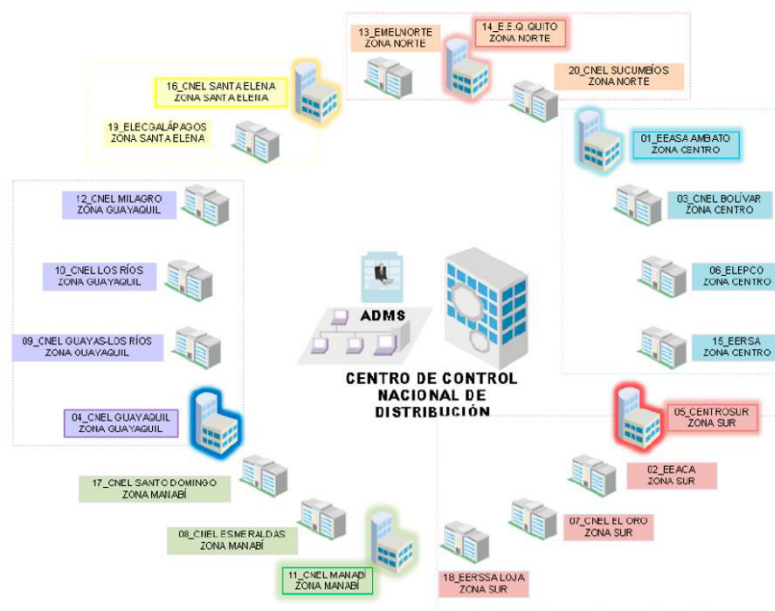 13_EMELNORTE
ZONA NORTE
14_E.E.Q. QUITO
ZONA NORTE
20_CNEL SUCUMBÍOS
ZONA NORTE
16_CNEL SANTA ELENA
ZONA SANTA ELENA
19_ELECGALÁPAGOS
ZONA SANTA ELENA
01_EEASA AMBATO
ZONA CENTRO
12_CNEL MILAGRO
ZONA GUAYAQUIL
03_CNEL BOLÍVAR
ZONA CENTRO
10_CNEL LOS RÍOS
ZONA GUAYAQUIL
06_ELEPCO
ZONA CENTRO
09_CNEL GUAYAS-LOS RÍOS
ZONA GUAYAQUIL
15_EERSA
ZONA CENTRO
ADMS
CENTRO DE CONTROL
NACIONAL DE
DISTRIBUCIÓN
04_CNEL GUAYAQUIL
ZONA GUAYAQUIL
05_CENTROSUR
ZONA SUR
17_CNEL SANTO DOMINGO
ZONA MANABÍ
02_EEACA
ZONA SUR
08_CNEL ESMERALDAS
ZONA MANABÍ
07_CNEL EL ORO
ZONA SUR
11_CNEL MANABÍ
ZONA MANABÍ
18_EERSSA LOJA
ZONA SUR